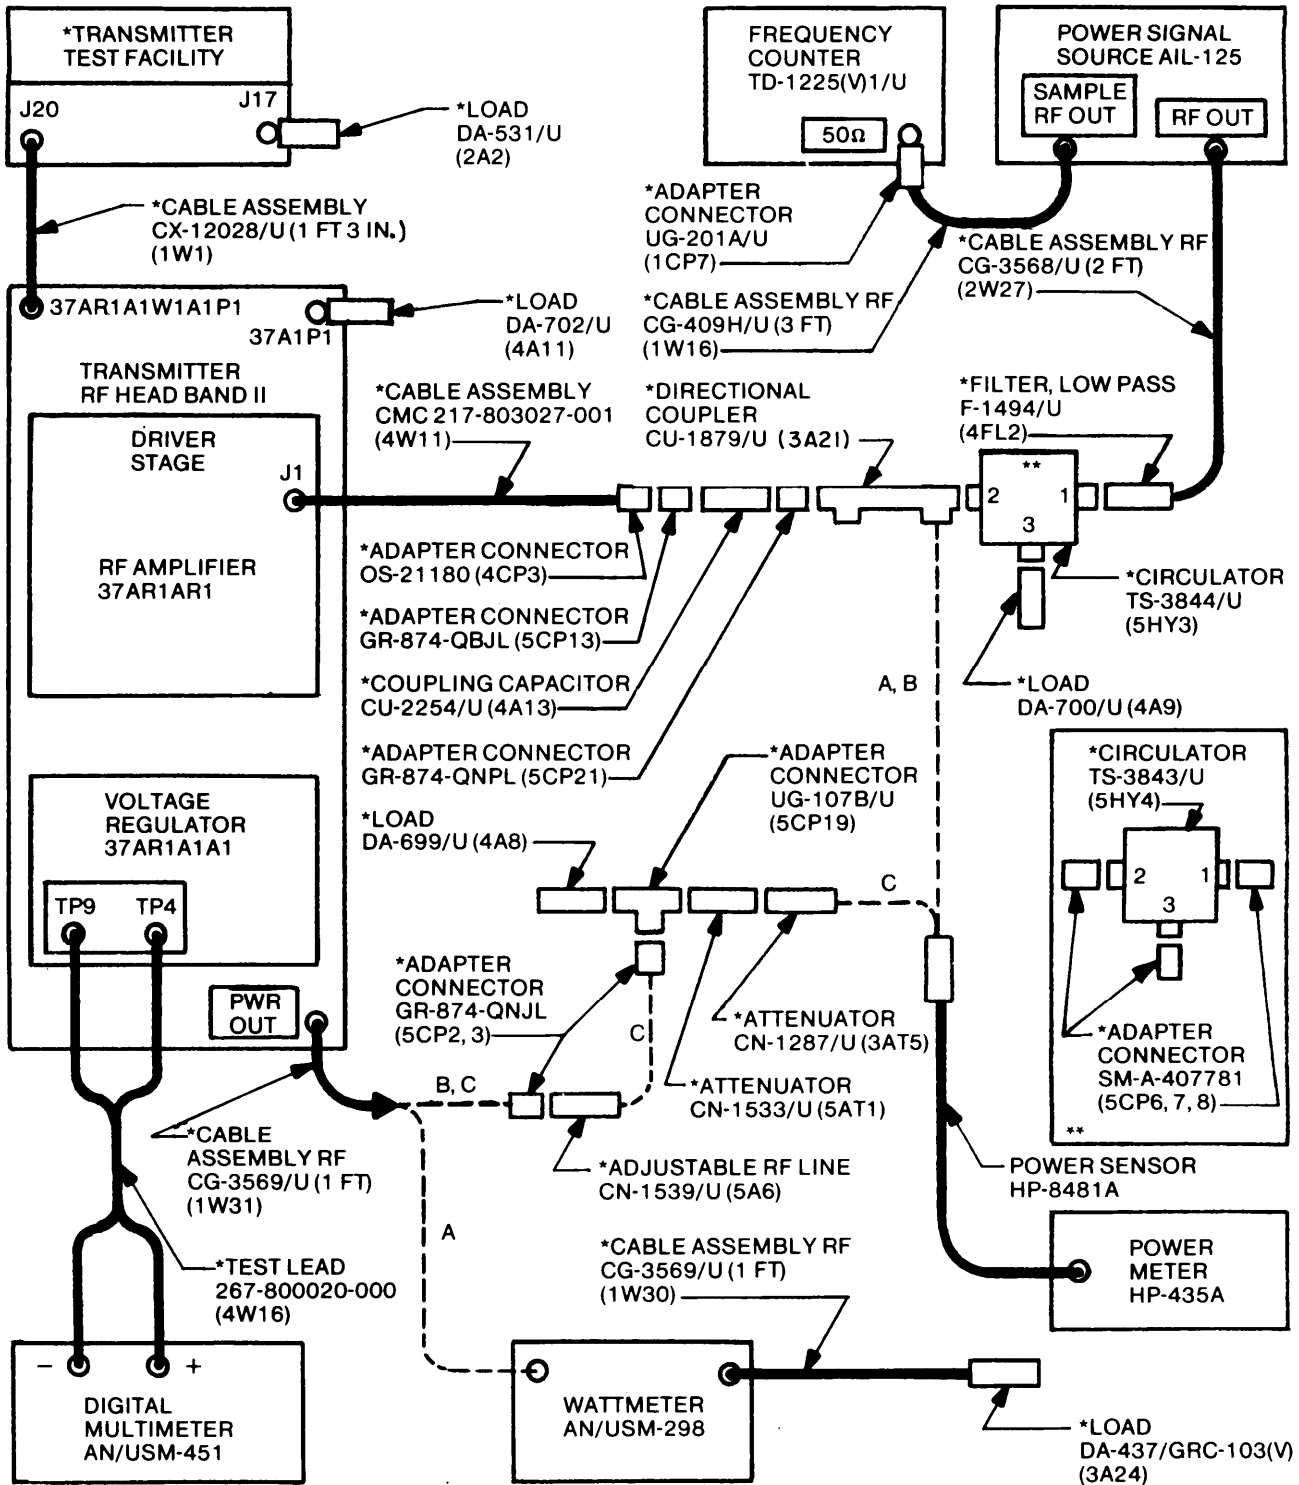 *TRANSMITTER
TEST FACILITY
J20
J17
*LOAD
DA-531/U
(2A2)
*CABLE ASSEMBLY
CX-12028/U (1 FT 3 IN.)
(1W1)
FREQUENCY
COUNTER
TD-1225(V)1/U
50Ω
POWER SIGNAL
SOURCE AIL-125
SAMPLE
RF OUT
RF OUT
*ADAPTER
CONNECTOR
UG-201A/U
(1CP7)
*CABLE ASSEMBLY RF
CG-3568/U (2 FT)
(2W27)
*CABLE ASSEMBLY RF
CG-409H/U (3 FT)
(1W16)
37AR1A1W1A1P1
37A1P1
*LOAD
DA-702/U
(4A11)
TRANSMITTER
RF HEAD BAND II
DRIVER
STAGE
J1
RF AMPLIFIER
37AR1AR1
*CABLE ASSEMBLY
CMC 217-803027-001
(4W11)
*DIRECTIONAL
COUPLER
CU-1879/U (3A21)
*FILTER, LOW PASS
F-1494/U
(4FL2)
**
2
1
3
*ADAPTER CONNECTOR
OS-21180 (4CP3)
*ADAPTER CONNECTOR
GR-874-QBJL (5CP13)
*COUPLING CAPACITOR
CU-2254/U (4A13)
*ADAPTER CONNECTOR
GR-874-QNPL (5CP21)
*CIRCULATOR
TS-3844/U
(5HY3)
A, B
*LOAD
DA-700/U (4A9)
*CIRCULATOR
TS-3843/U
(5HY4)
2
1
3
*ADAPTER
CONNECTOR
SM-A-407781
(5CP6, 7, 8)
**
VOLTAGE
REGULATOR
37AR1A1A1
TP9
TP4
PWR
OUT
*LOAD
DA-699/U (4A8)
*ADAPTER
CONNECTOR
UG-107B/U
(5CP19)
C
*ADAPTER
CONNECTOR
GR-874-QNJL
(5CP2, 3)
C
*ATTENUATOR
CN-1287/U (3AT5)
*ATTENUATOR
CN-1533/U (5AT1)
B, C
*CABLE
ASSEMBLY RF
CG-3569/U (1 FT)
(1W31)
*ADJUSTABLE RF LINE
CN-1539/U (5A6)
POWER SENSOR
HP-8481A
A
*TEST LEAD
267-800020-000
(4W16)
*CABLE ASSEMBLY RF
CG-3569/U (1 FT)
(1W30)
POWER
METER
HP-435A
−
+
DIGITAL
MULTIMETER
AN/USM-451
WATTMETER
AN/USM-298
*LOAD
DA-437/GRC-103(V)
(3A24)